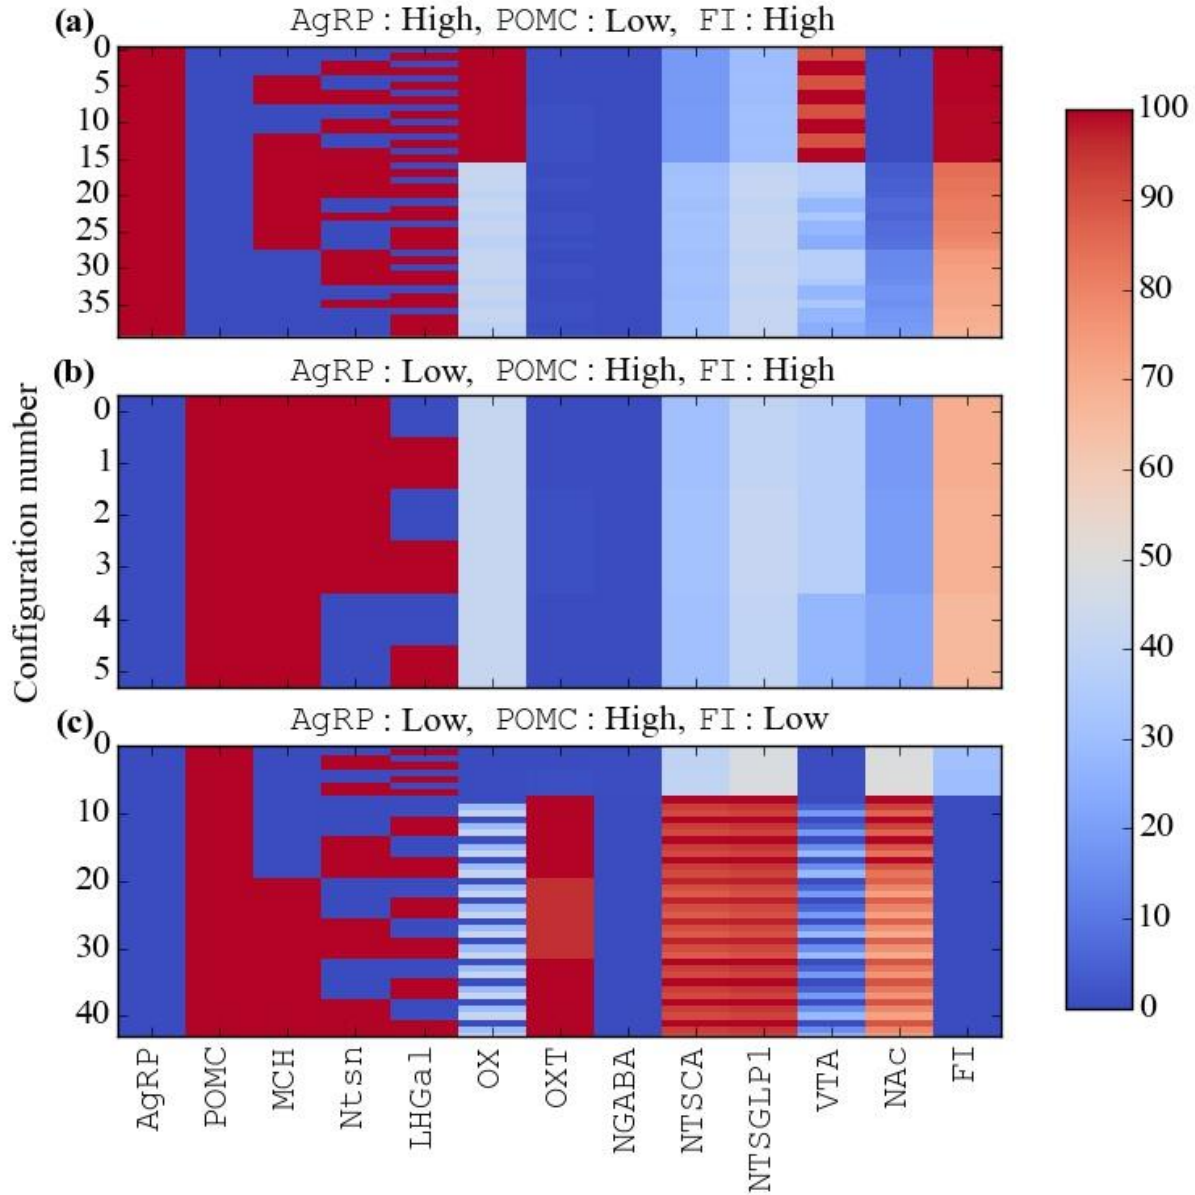 (a) AgRP : High, POMC : Low, FI : High
0
5
10
15
20
25
30
35
(b) AgRP : Low, POMC : High, FI : High
0
1
2
3
4
5
(c) AgRP : Low, POMC : High, FI : Low
0
10
20
30
40
Configuration number
AgRP
POMC
MCH
Ntsn
LHGal
OX
OXT
NGABA
NTSCA
NTSGLP1
VTA
NAc
FI
100
90
80
70
60
50
40
30
20
10
0